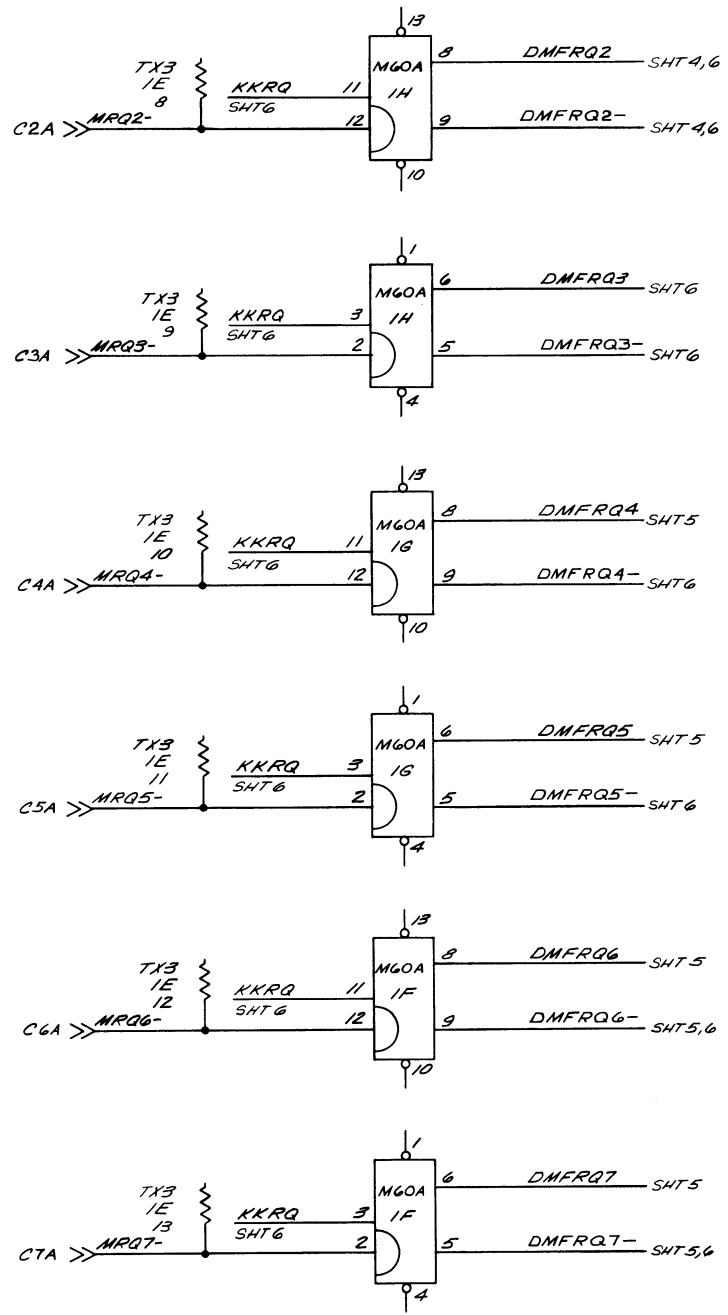 13
TX3 M60A 8 DMFRQ2 SHT 4,6
1E KKRQ 11 1H
8 SHT6
C2A MRQ2- 12 9 DMFRQ2- SHT4,6
10
1
TX3 M60A 6 DMFRQ3 SHT6
1E KKRQ 3 1H
9 SHT6
C3A MRQ3- 2 5 DMFRQ3- SHT6
4
13
TX3 M60A 8 DMFRQ4 SHT5
1E KKRQ 11 1G
10 SHT6
C4A MRQ4- 12 9 DMFRQ4- SHT6
10
1
TX3 M60A 6 DMFRQ5 SHT5
1E KKRQ 3 1G
11 SHT6
C5A MRQ5- 2 5 DMFRQ5- SHT6
4
13
TX3 M60A 8 DMFRQ6 SHT5
1E KKRQ 11 1F
12 SHT6
C6A MRQ6- 12 9 DMFRQ6- SHT5,6
10
1
TX3 M60A 6 DMFRQ7 SHT5
1E KKRQ 3 1F
13 SHT6
C7A MRQ7- 2 5 DMFRQ7- SHT5,6
4